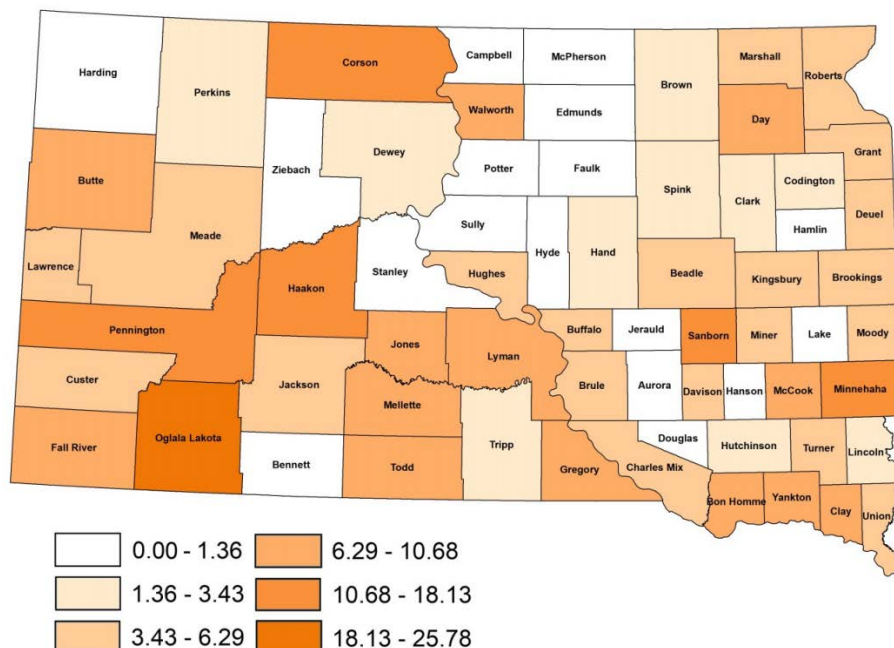 Harding
Perkins
Corson
Campbell
McPherson
Brown
Marshall
Roberts
Walworth
Edmunds
Day
Grant
Butte
Ziebach
Dewey
Potter
Faulk
Spink
Clark
Codington
Hamlin
Deuel
Meade
Sully
Hyde
Hand
Lawrence
Stanley
Hughes
Beadle
Kingsbury
Brookings
Haakon
Pennington
Jones
Lyman
Buffalo
Jerauld
Sanborn
Miner
Lake
Moody
Custer
Jackson
Mellette
Brule
Aurora
Davison
Hanson
McCook
Minnehaha
Fall River
Oglala Lakota
Bennett
Todd
Tripp
Gregory
Charles Mix
Douglas
Hutchinson
Turner
Lincoln
Bon Homme
Yankton
Clay
Union
0.00 - 1.36
6.29 - 10.68
1.36 - 3.43
10.68 - 18.13
3.43 - 6.29
18.13 - 25.78